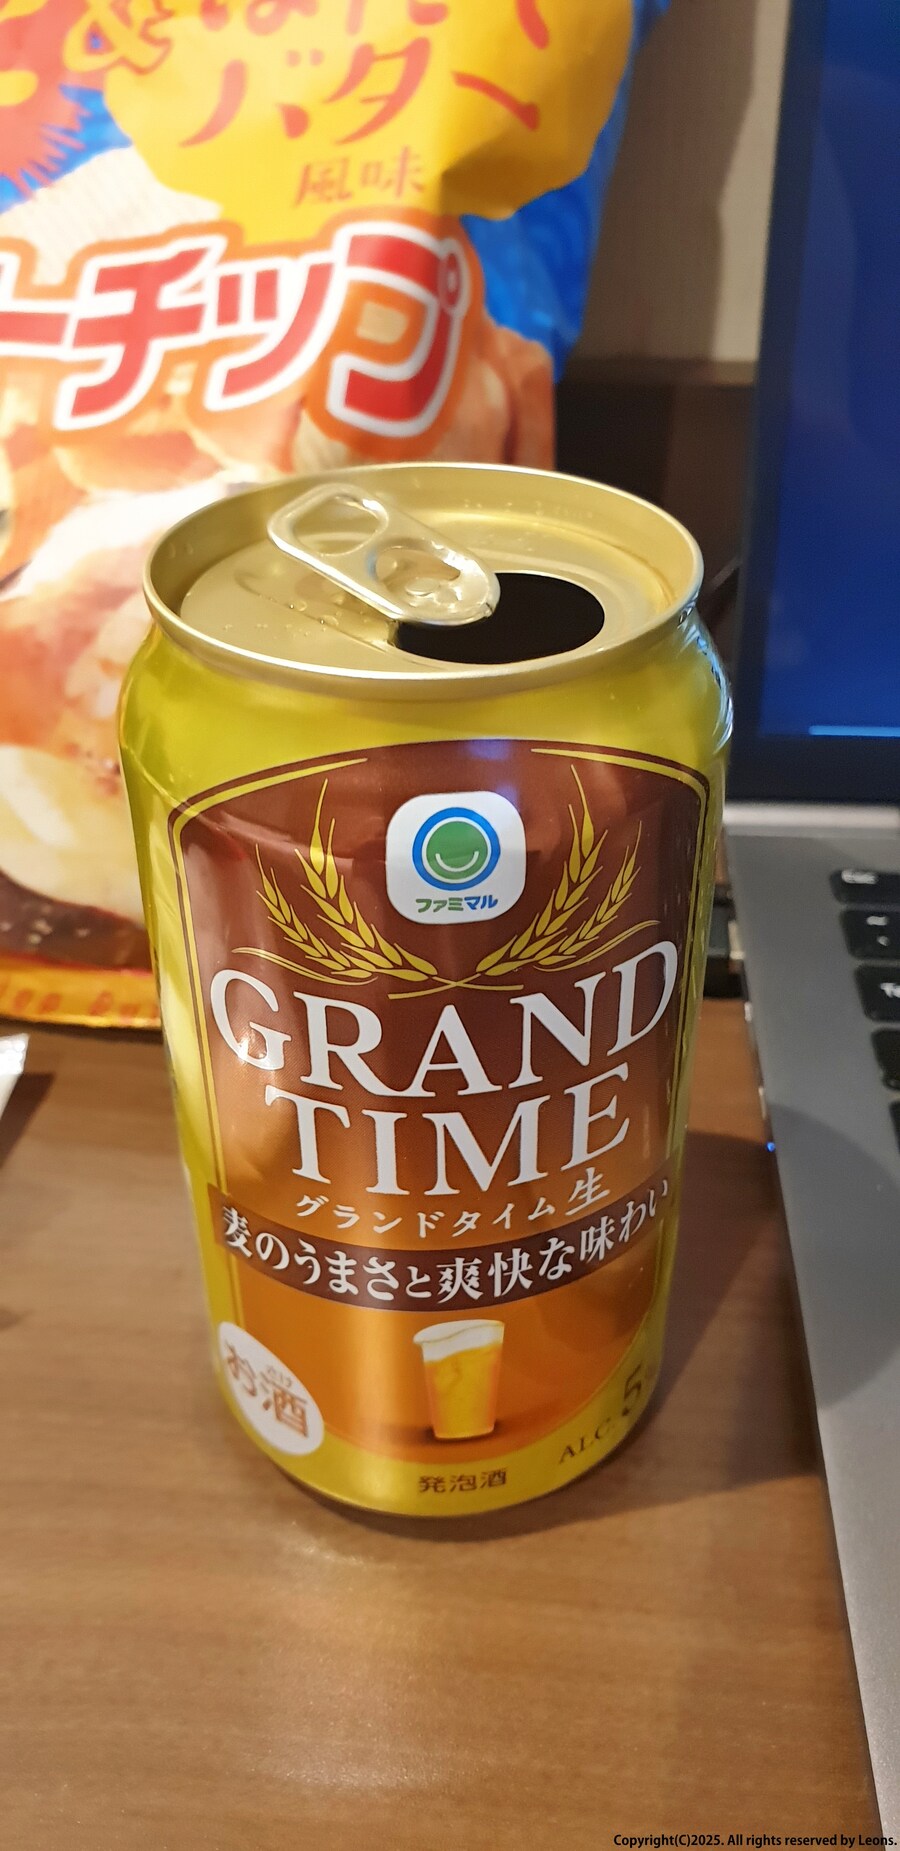 バター
風味
ーチップ
ファミマル
GRAND
TIME
グランドタイム生
麦のうまさと爽快な味わい
お酒
ALC. 5
発泡酒
esc
Copyright(C)2025. All rights reserved by Leons.